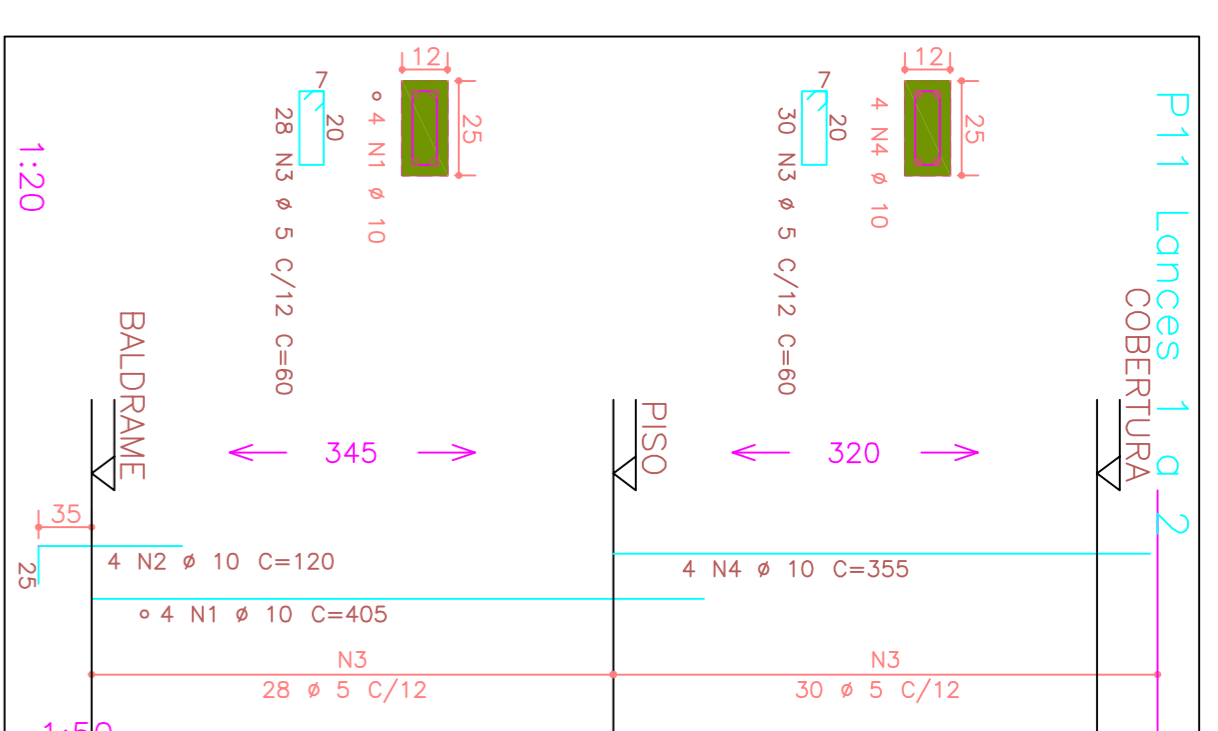 P11 Lances 1 a 2
COBERTURA
12
25
4 N4 ø 10
20
7
30 N3 ø 5 C/12 C=60
12
25
4 N1 ø 10
20
7
28 N3 ø 5 C/12 C=60
1:20
PISO
BALDRAME
345
320
35
25
4 N2 ø 10 C=120
4 N4 ø 10 C=355
4 N1 ø 10 C=405
N3
28 ø 5 C/12
N3
30 ø 5 C/12
1:50